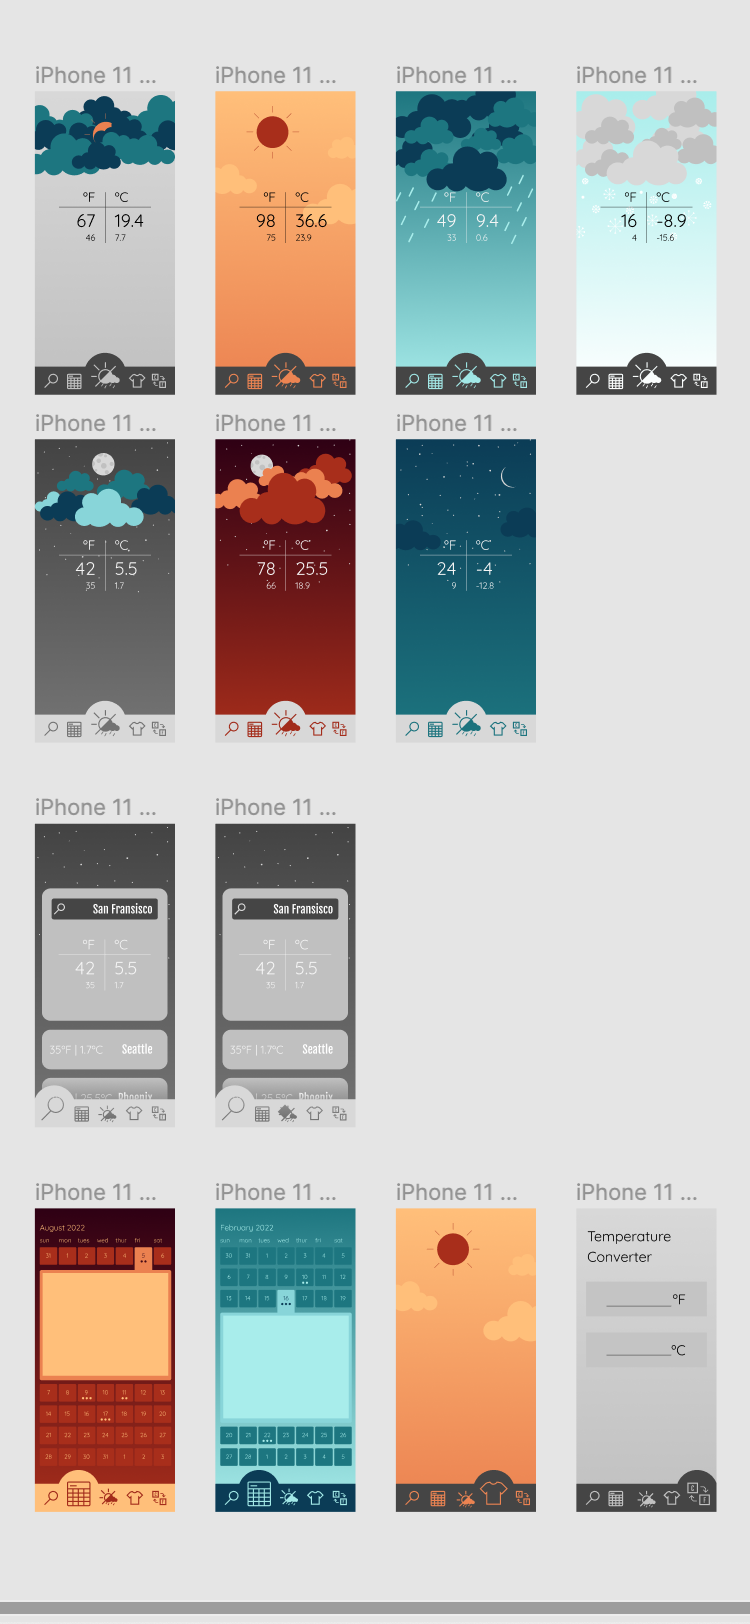 iPhone 11 ...
iPhone 11 ...
iPhone 11 ...
iPhone 11 ...
°F °C
67 19.4
46 7.7
°F °C
98 36.6
75 23.9
°F °C
49 9.4
33 0.6
°F °C
16 -8.9
4 -15.6
iPhone 11 ...
iPhone 11 ...
iPhone 11 ...
°F °C
42 5.5
35 1.7
°F °C
78 25.5
66 18.9
°F °C
24 -4
9 -12.8
iPhone 11 ...
iPhone 11 ...
San Fransisco
°F °C
42 5.5
35 1.7
35°F | 1.7°C Seattle
25.5°C Phoenix
San Fransisco
°F °C
42 5.5
35 1.7
35°F | 1.7°C Seattle
25.5°C Phoenix
iPhone 11 ...
iPhone 11 ...
iPhone 11 ...
iPhone 11 ...
August 2022
sun mon tues wed thur fri sat
31 1 2 3 4 5 6
7 8 9 10 11 12 13
14 15 16 17 18 19 20
21 22 23 24 25 26 27
28 29 30 31 1 2 3
February 2022
sun mon tues wed thur fri sat
30 31 1 2 3 4 5
6 7 8 9 10 11 12
13 14 15 16 17 18 19
20 21 22 23 24 25 26
27 28 1 2 3 4 5
Temperature
Converter
°F
°C